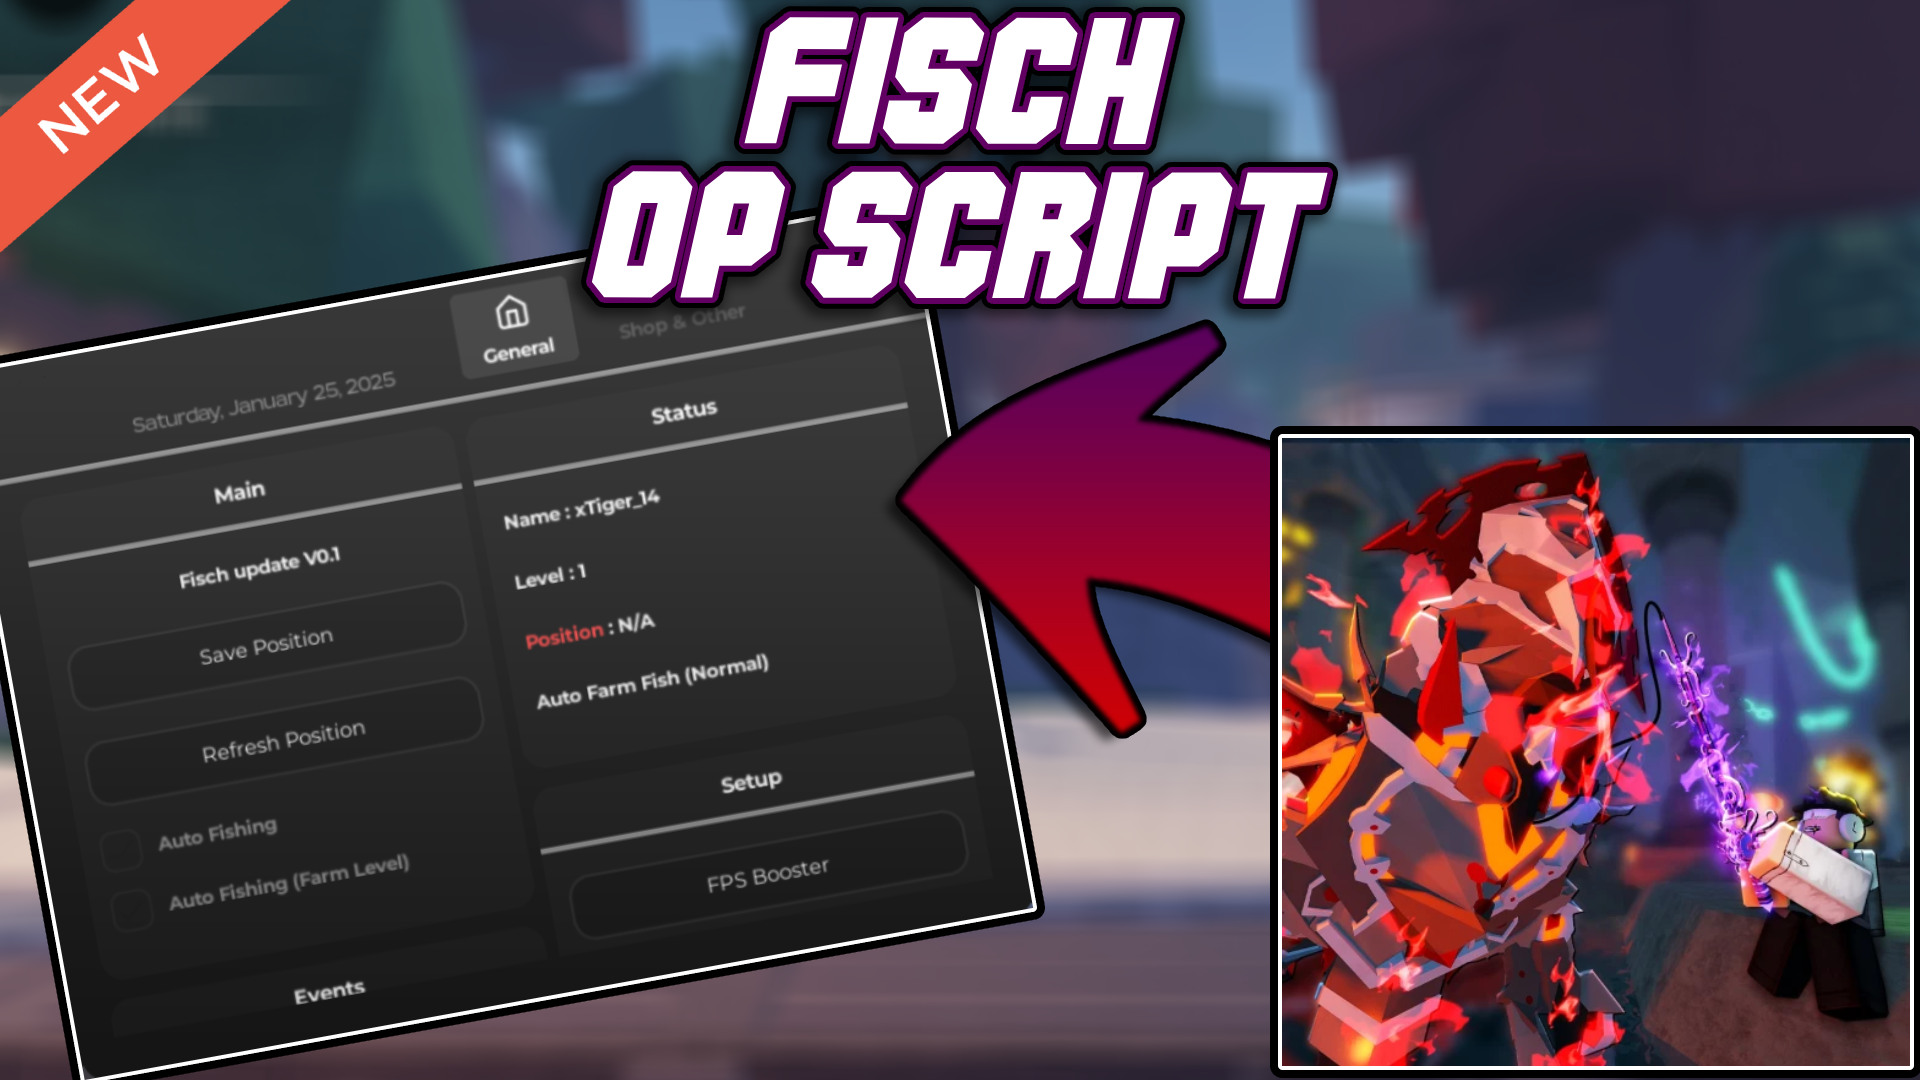 NEW
FISCH
OP SCRIPT
General
Shop & Other
Saturday, January 25, 2025
Main
Fisch update V0.1
Save Position
Refresh Position
Auto Fishing
Auto Fishing (Farm Level)
Events
Status
Name : xTiger_14
Level : 1
Position : N/A
Auto Farm Fish (Normal)
Setup
FPS Booster